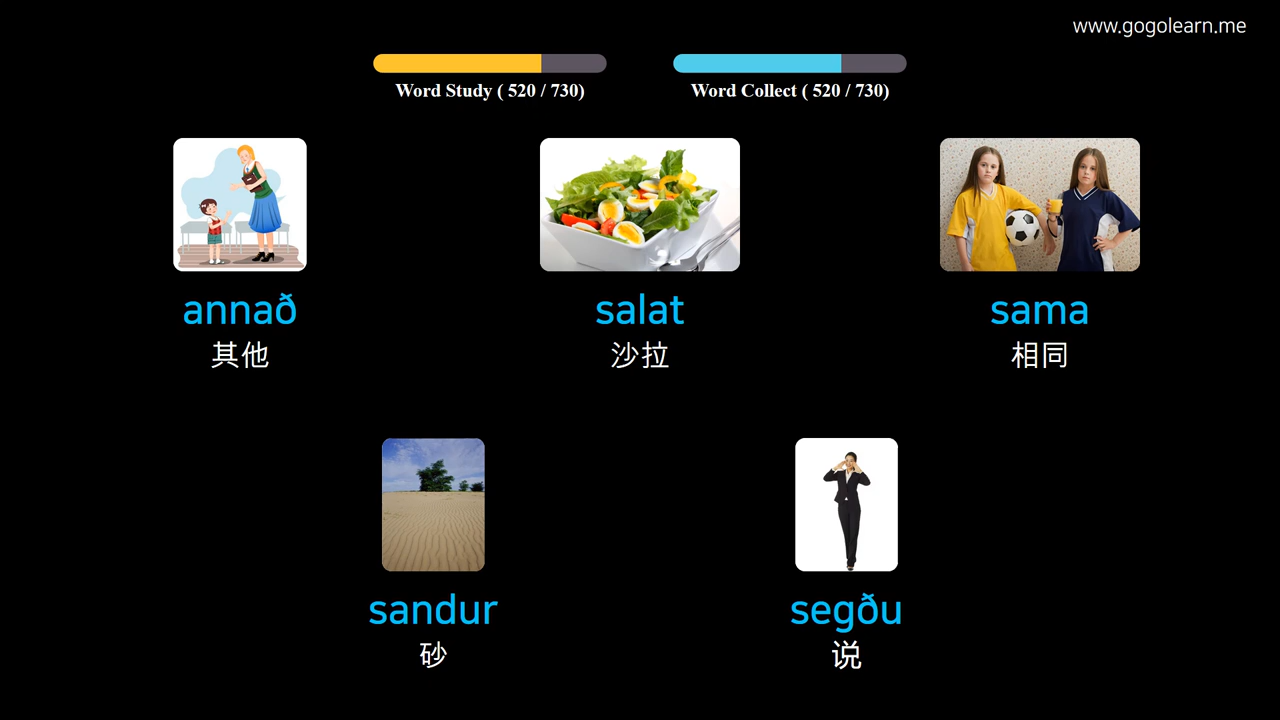 www.gogolearn.me
Word Study ( 520 / 730)
Word Collect ( 520 / 730)
annað
其他
salat
沙拉
sama
相同
sandur
砂
segðu
说